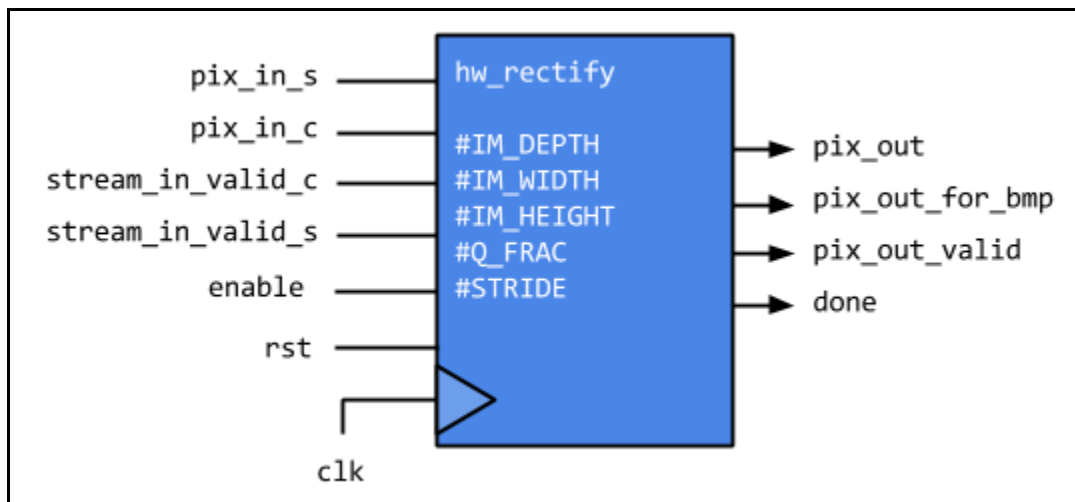 pix_in_s
pix_in_c
stream_in_valid_c
stream_in_valid_s
enable
rst
clk
hw_rectify
#IM_DEPTH
#IM_WIDTH
#IM_HEIGHT
#Q_FRAC
#STRIDE
pix_out
pix_out_for_bmp
pix_out_valid
done